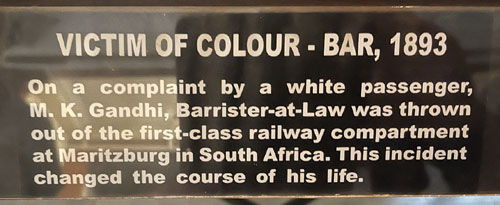 VICTIM OF COLOUR - BAR, 1893
On a complaint by a white passenger,
M. K. Gandhi, Barrister-at-Law was thrown
out of the first-class railway compartment
at Maritzburg in South Africa. This incident
changed the course of his life.